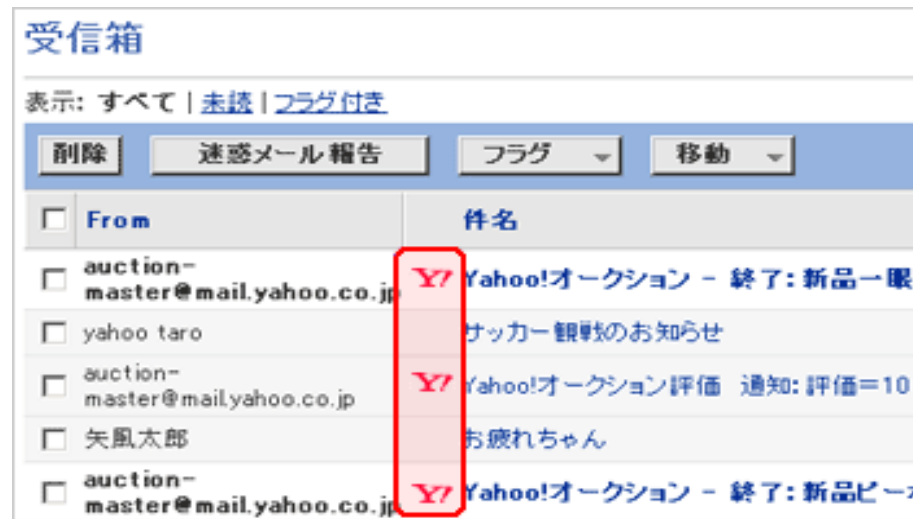 受信箱
表示: すべて | 未読 | フラグ付き
削除 迷惑メール報告 フラグ 移動
From 件名
auction-
master@mail.yahoo.co.jp Y! Yahoo!オークション - 終了: 新品一眼
yahoo taro サッカー観戦のお知らせ
auction-
master@mail.yahoo.co.jp Y! Yahoo!オークション評価 通知: 評価=10
矢風太郎 お疲れちゃん
auction-
master@mail.yahoo.co.jp Y! Yahoo!オークション - 終了: 新品ビー